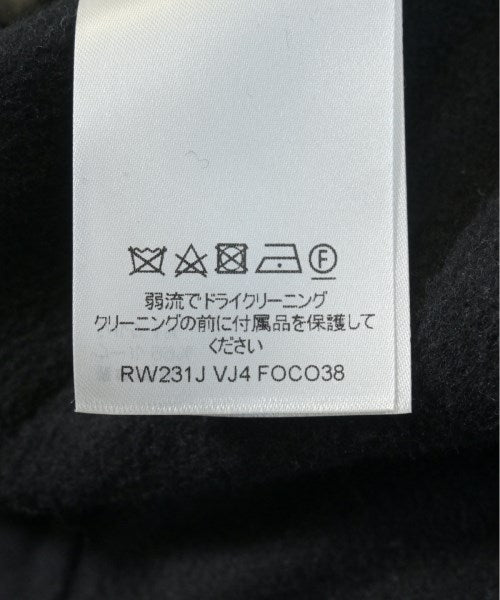 F
弱流でドライクリーニング
クリーニングの前に付属品を保護して
ください
RW231J VJ4 FOCO38